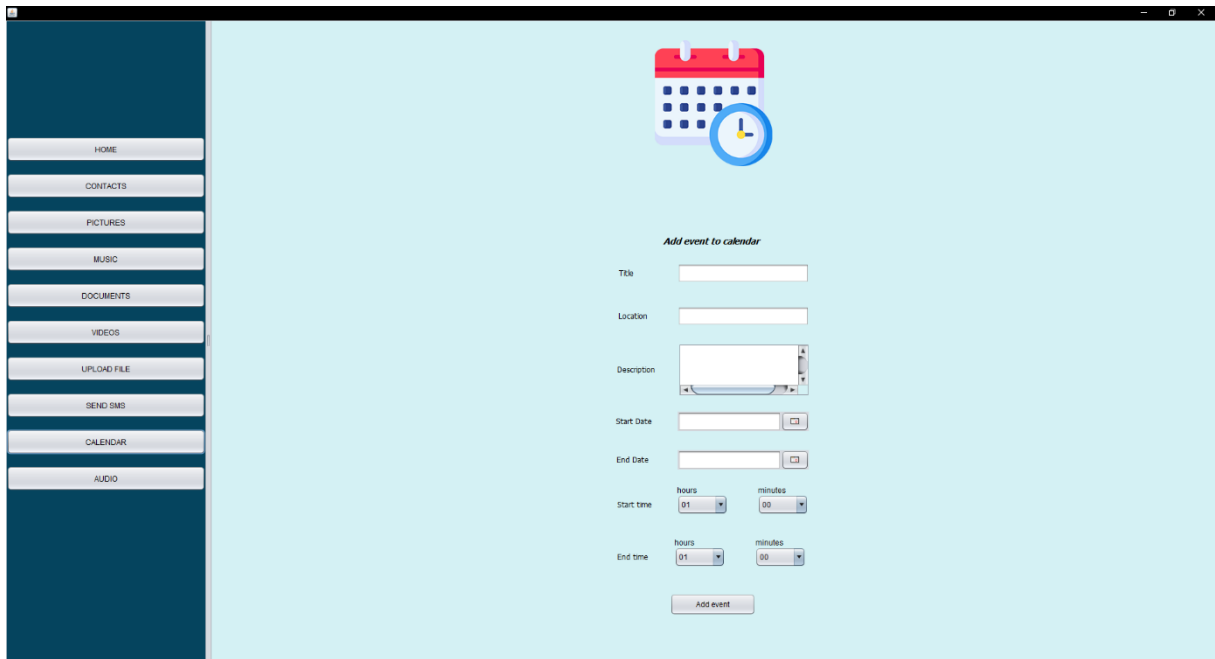 HOME
CONTACTS
PICTURES
MUSIC
DOCUMENTS
VIDEOS
UPLOAD FILE
SEND SMS
CALENDAR
AUDIO
Add event to calendar
Title
Location
Description
Start Date
End Date
hours minutes
Start time 01 00
hours minutes
End time 01 00
Add event